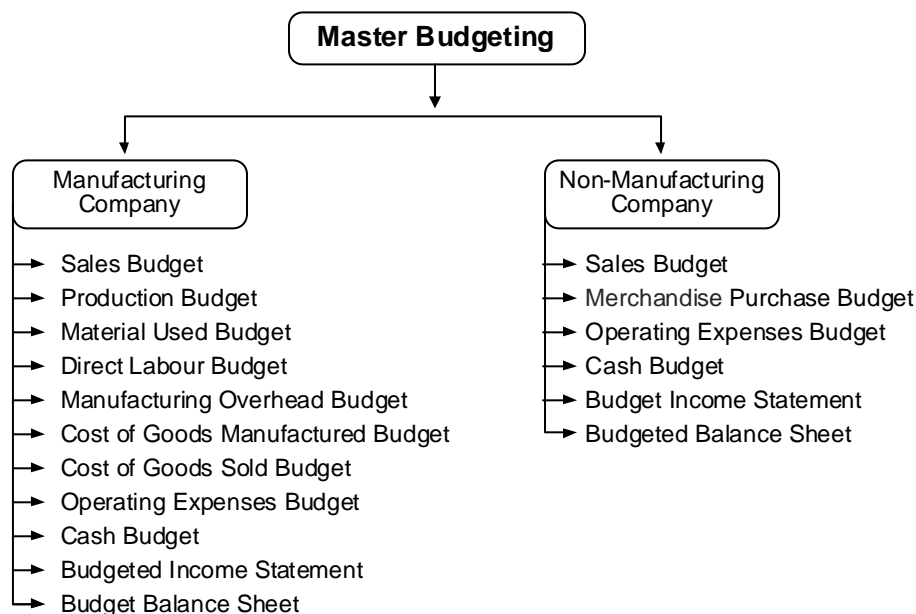 Master Budgeting
Manufacturing
Company
Sales Budget
Production Budget
Material Used Budget
Direct Labour Budget
Manufacturing Overhead Budget
Cost of Goods Manufactured Budget
Cost of Goods Sold Budget
Operating Expenses Budget
Cash Budget
Budgeted Income Statement
Budget Balance Sheet
Non-Manufacturing
Company
Sales Budget
Merchandise Purchase Budget
Operating Expenses Budget
Cash Budget
Budget Income Statement
Budgeted Balance Sheet